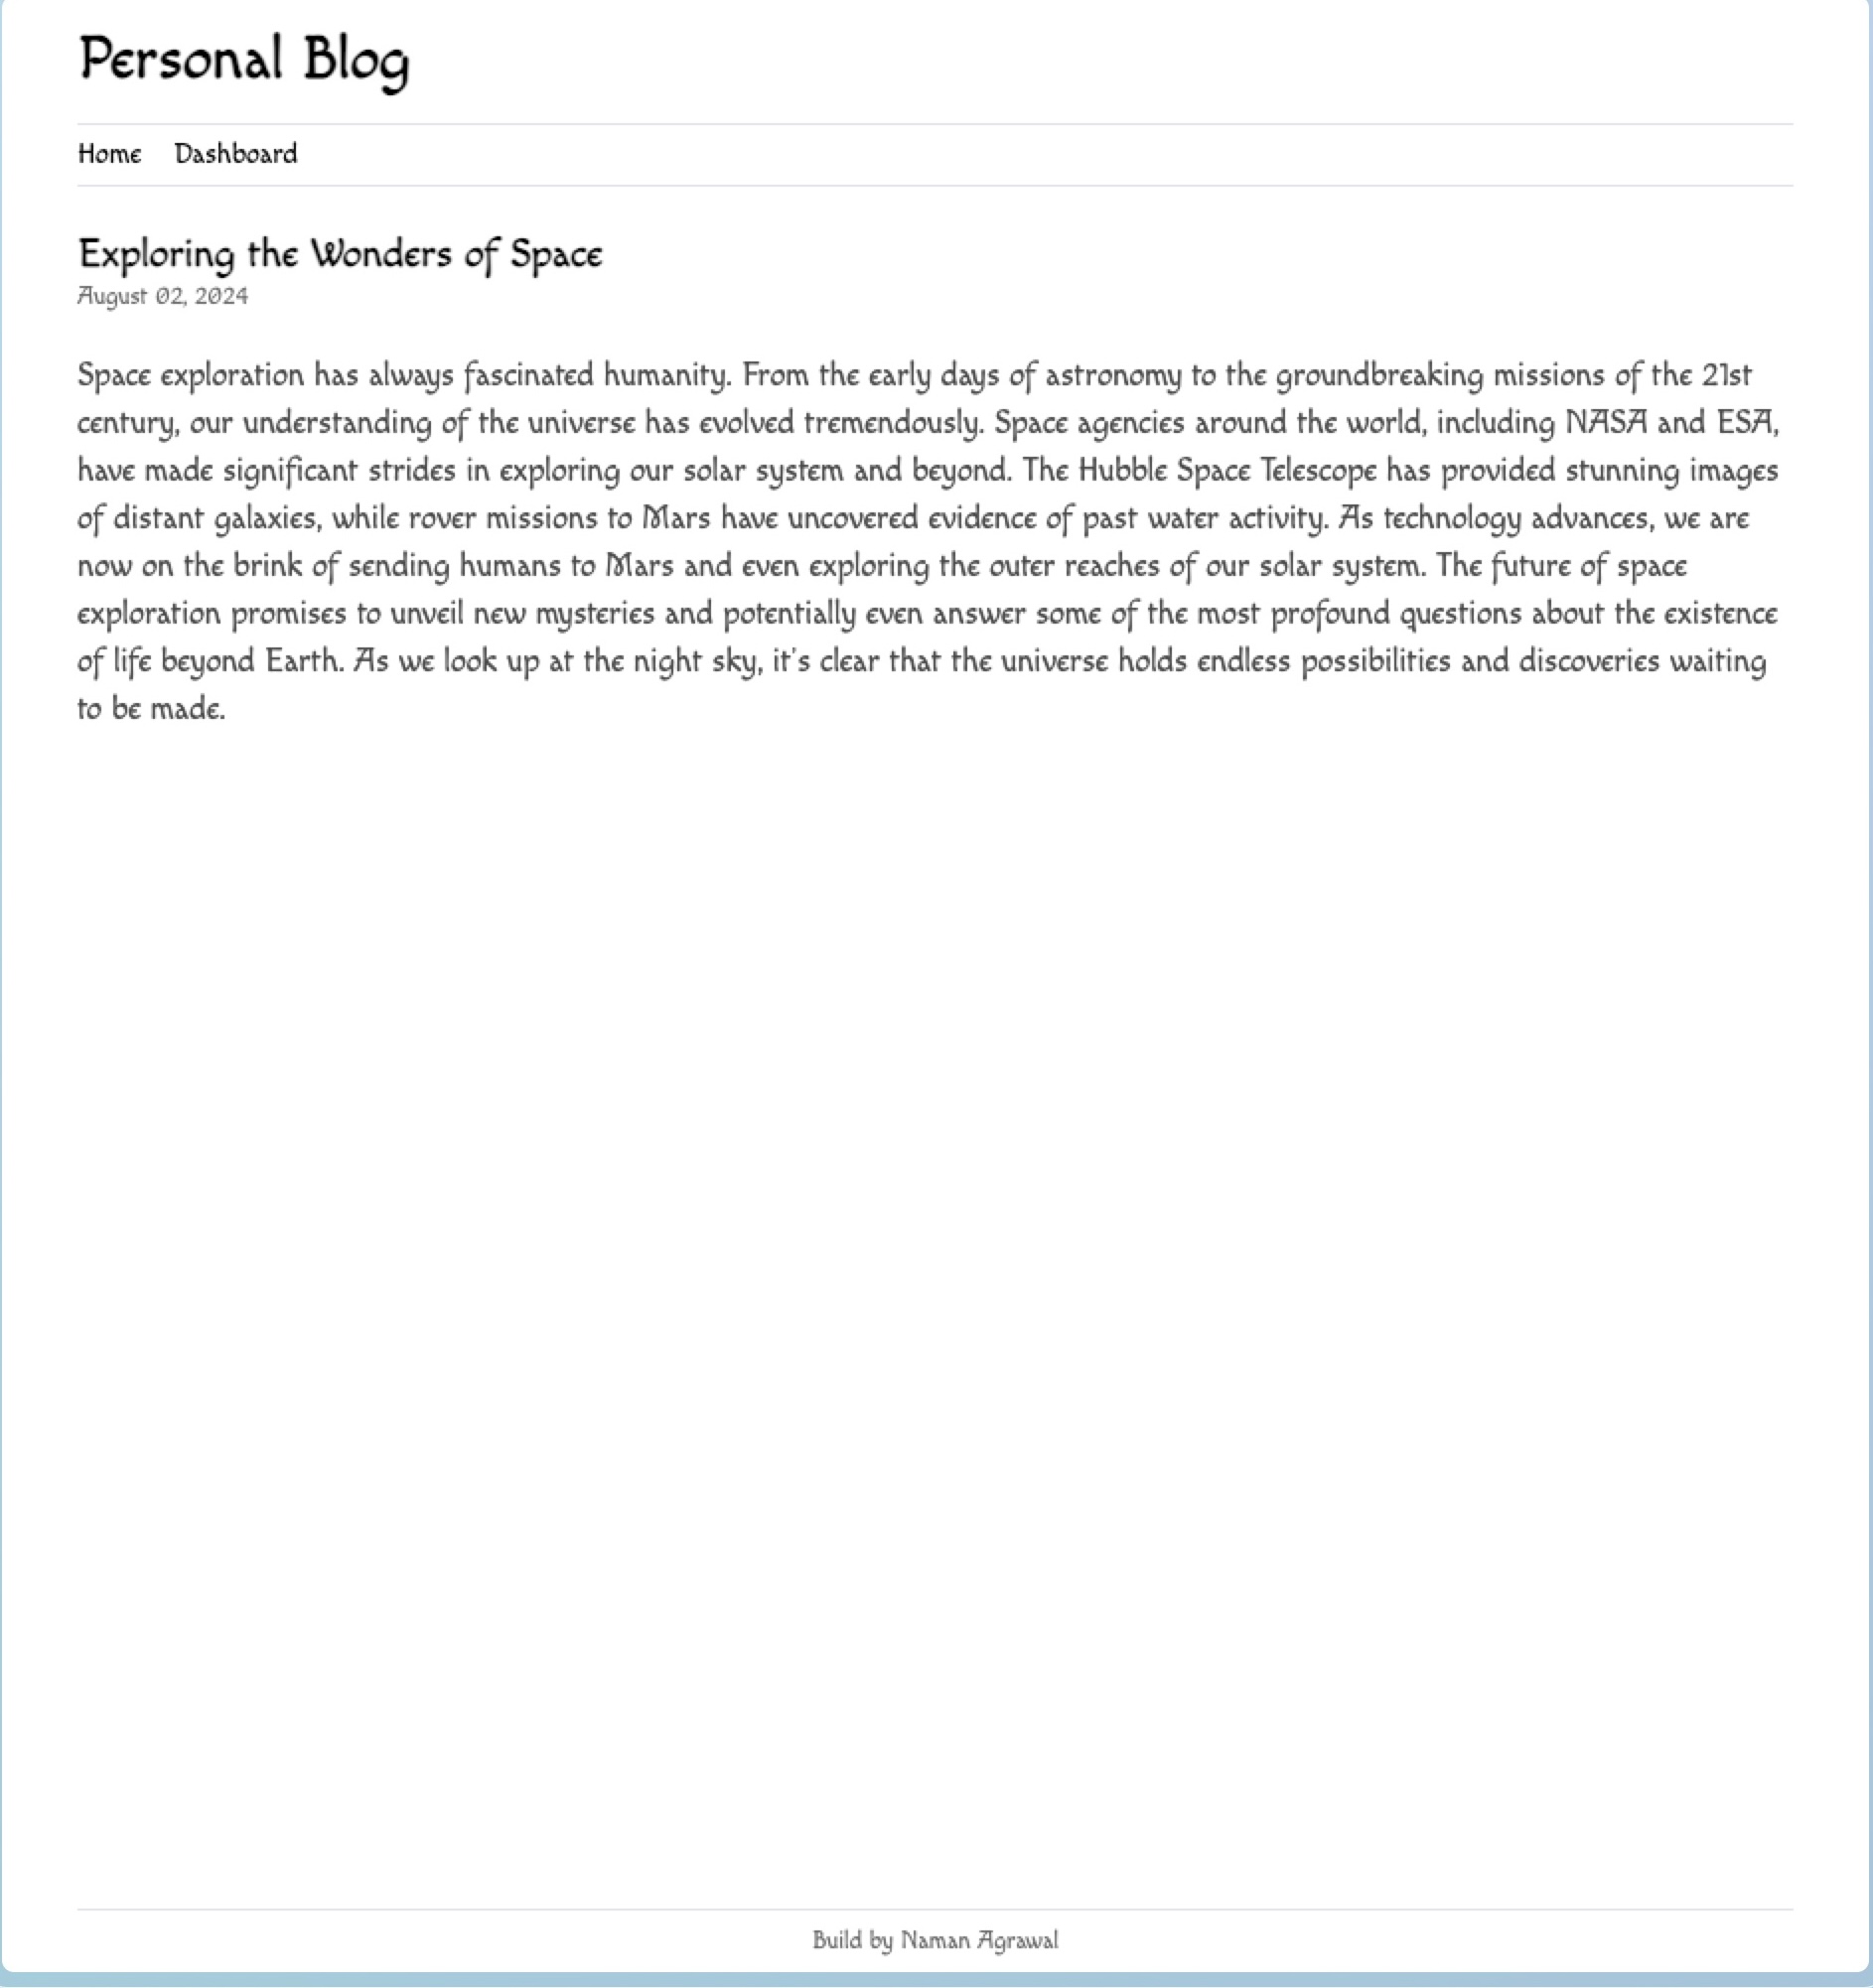 Personal Blog
Home Dashboard
Exploring the Wonders of Space
August 02, 2024
Space exploration has always fascinated humanity. From the early days of astronomy to the groundbreaking missions of the 21st
century, our understanding of the universe has evolved tremendously. Space agencies around the world, including NASA and ESA,
have made significant strides in exploring our solar system and beyond. The Hubble Space Telescope has provided stunning images
of distant galaxies, while rover missions to Mars have uncovered evidence of past water activity. As technology advances, we are
now on the brink of sending humans to Mars and even exploring the outer reaches of our solar system. The future of space
exploration promises to unveil new mysteries and potentially even answer some of the most profound questions about the existence
of life beyond Earth. As we look up at the night sky, it's clear that the universe holds endless possibilities and discoveries waiting
to be made.
Build by Naman Agrawal